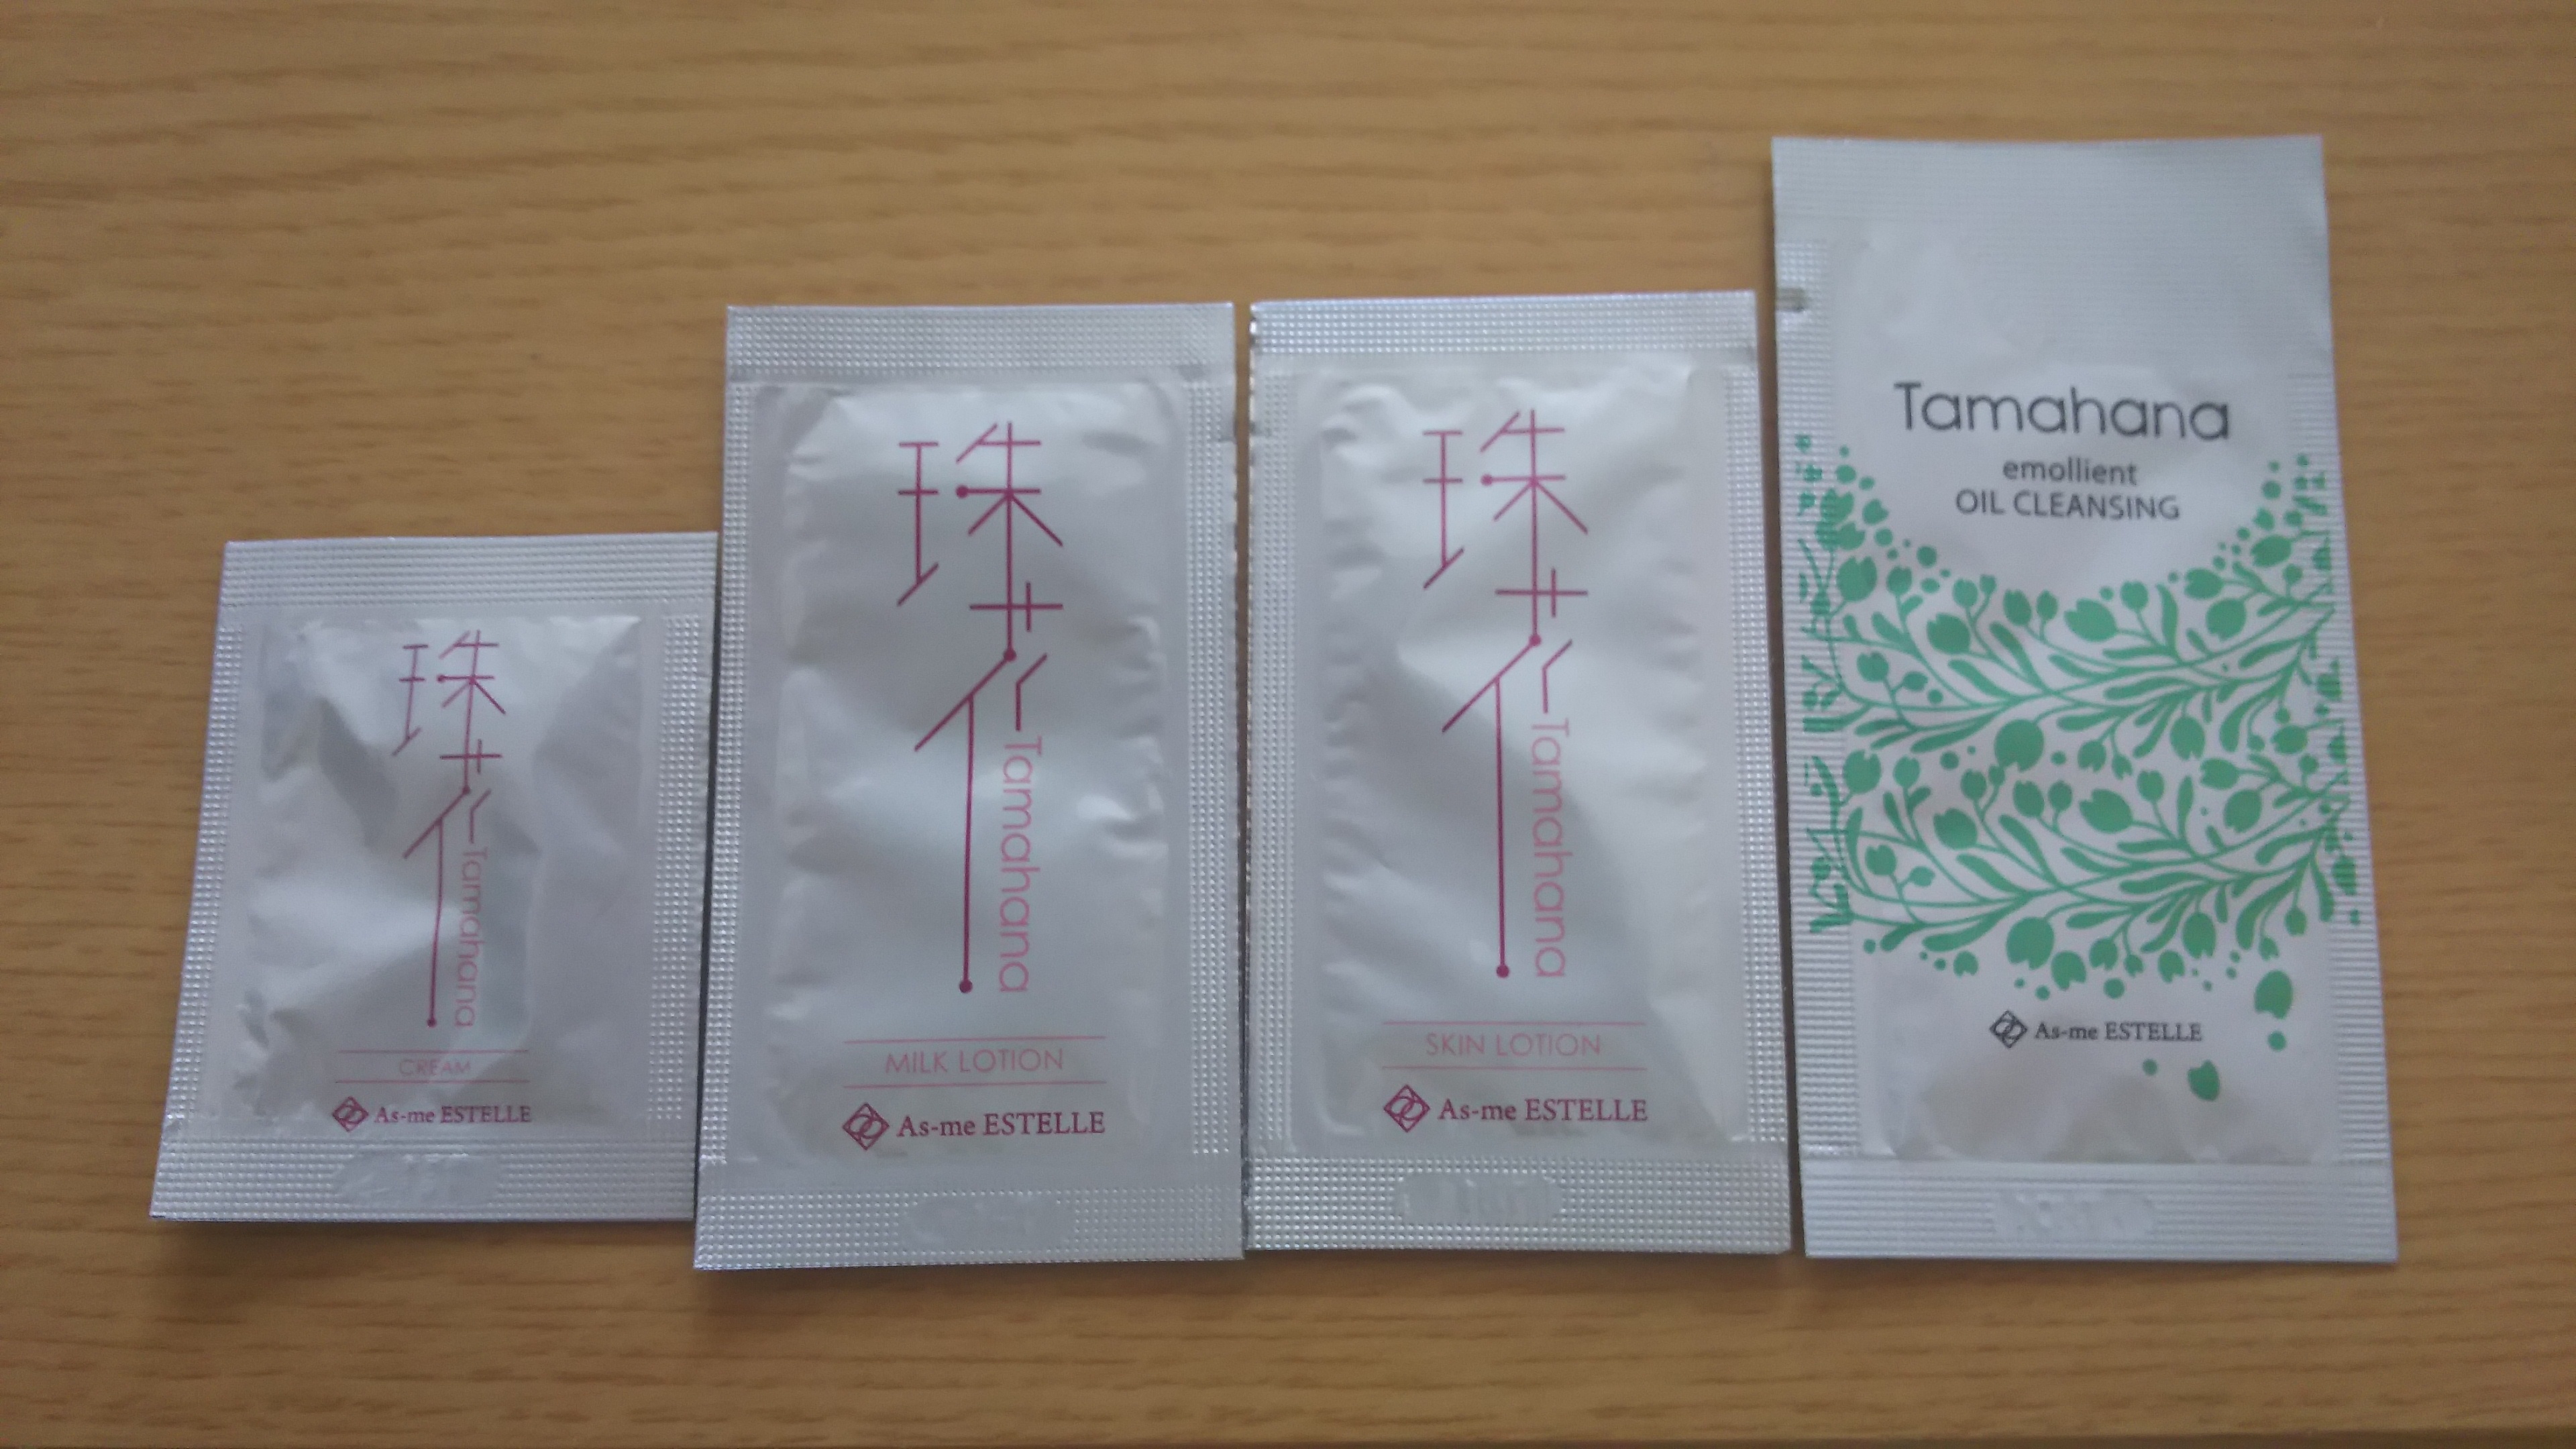 珠花
Tamahana
CREAM
As-me ESTELLE
珠花
Tamahana
MILK LOTION
As-me ESTELLE
珠花
Tamahana
SKIN LOTION
As-me ESTELLE
Tamahana
emollient
OIL CLEANSING
As-me ESTELLE